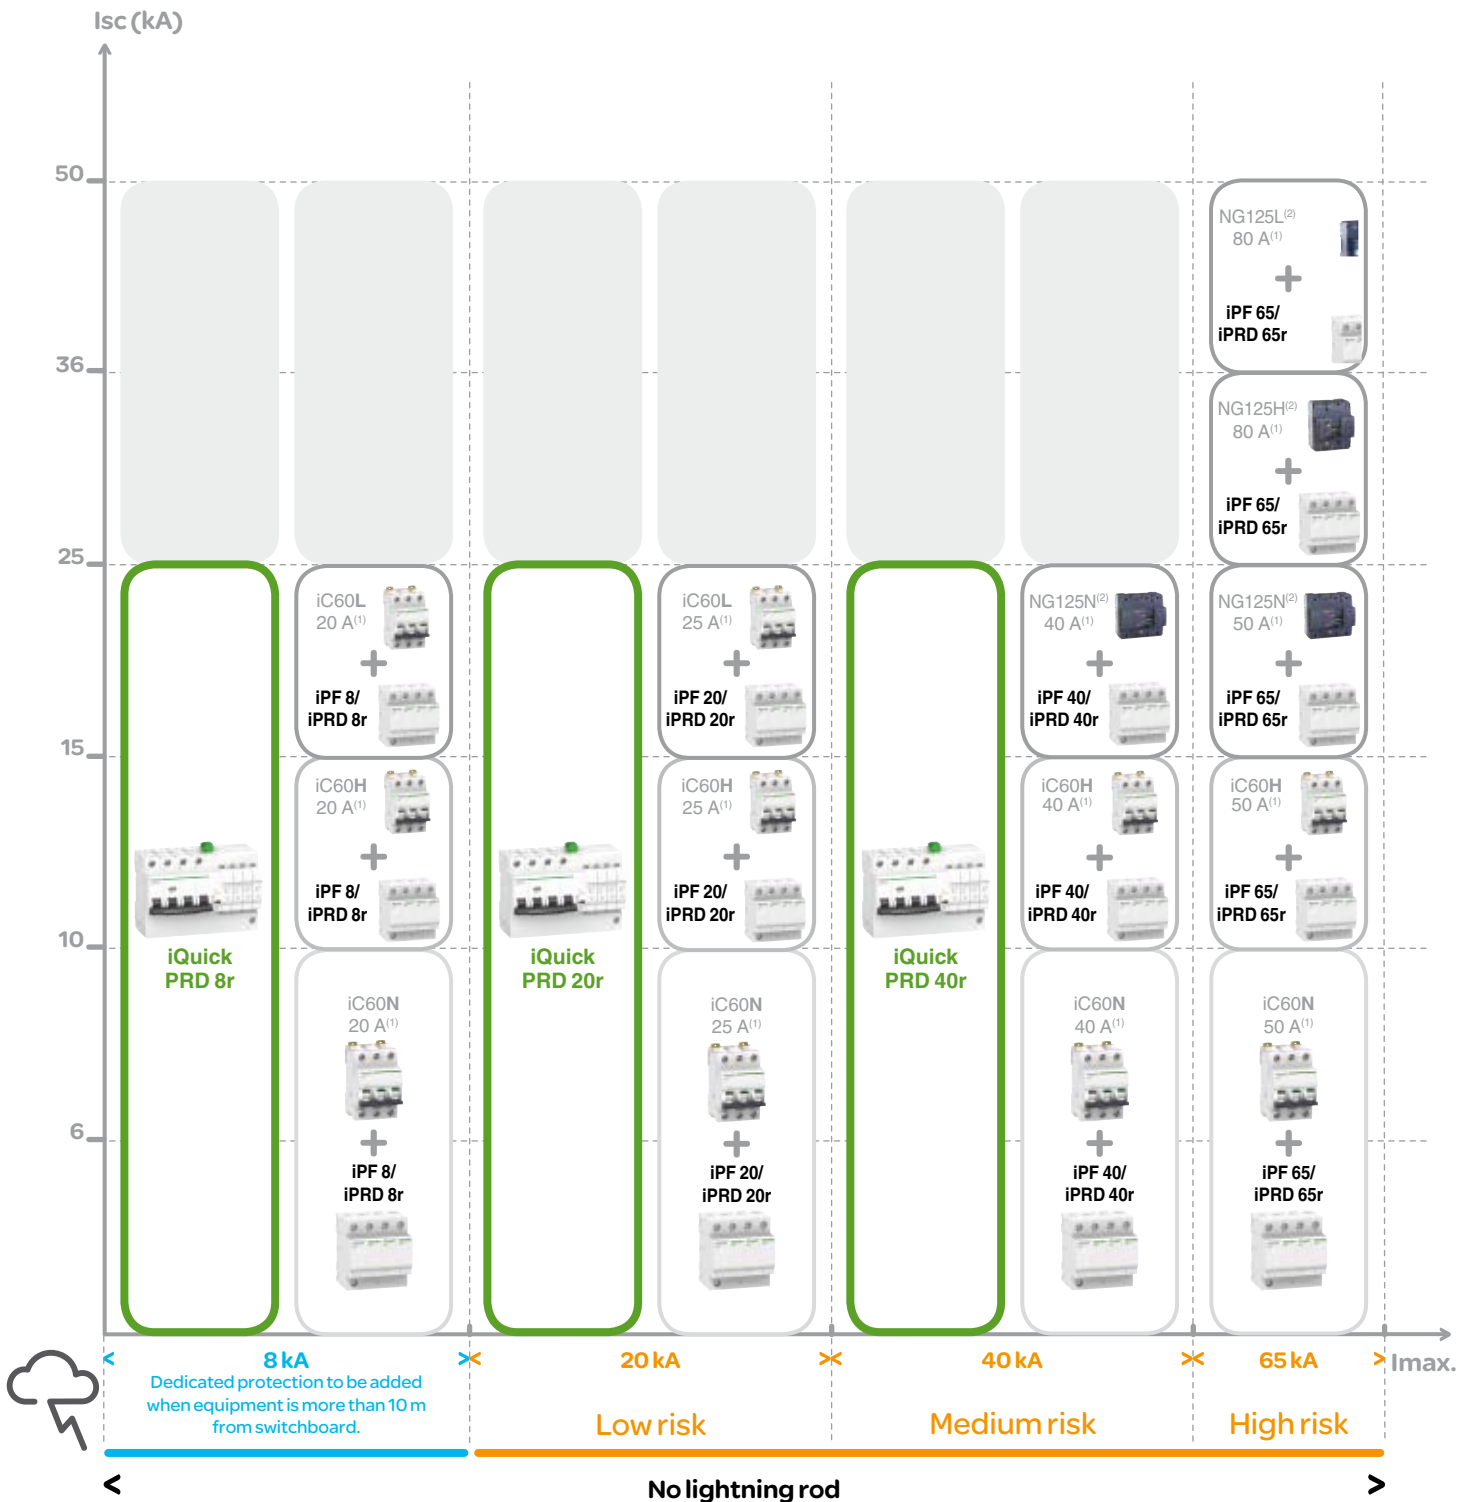 Isc (kA)
50
NG125L(2)
80 A(1)
iPF 65/
iPRD 65r
36
NG125H(2)
80 A(1)
iPF 65/
iPRD 65r
25
iC60L
20 A(1)
iPF 8/
iPRD 8r
iC60L
25 A(1)
iPF 20/
iPRD 20r
NG125N(2)
40 A(1)
iPF 40/
iPRD 40r
NG125N(2)
50 A(1)
iPF 65/
iPRD 65r
15
iC60H
20 A(1)
iPF 8/
iPRD 8r
iC60H
25 A(1)
iPF 20/
iPRD 20r
iC60H
40 A(1)
iPF 40/
iPRD 40r
iC60H
50 A(1)
iPF 65/
iPRD 65r
10
iQuick
PRD 8r
iQuick
PRD 20r
iQuick
PRD 40r
iC60N
20 A(1)
iPF 8/
iPRD 8r
iC60N
25 A(1)
iPF 20/
iPRD 20r
iC60N
40 A(1)
iPF 40/
iPRD 40r
iC60N
50 A(1)
iPF 65/
iPRD 65r
6
8 kA
20 kA
40 kA
65 kA
Imax.
Dedicated protection to be added
when equipment is more than 10 m
from switchboard.
Low risk
Medium risk
High risk
No lightning rod